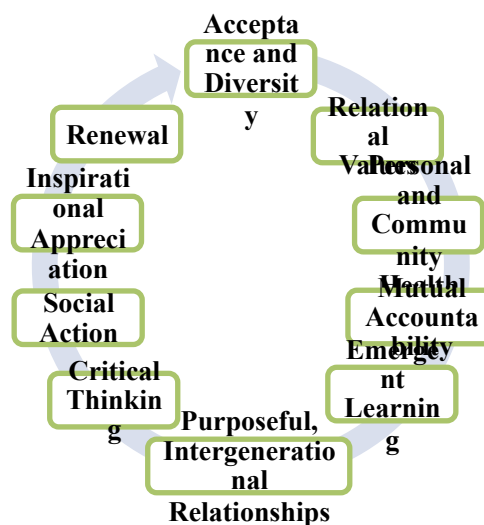 Accepta
nce and
Diversit
y
Relation
al
Values
Personal
and
Commu
nity
Health
Mutual
Accounta
bility
Emerge
nt
Learnin
g
Purposeful,
Intergeneratio
nal
Relationships
Critical
Thinkin
g
Social
Action
Inspirati
onal
Appreci
ation
Renewal